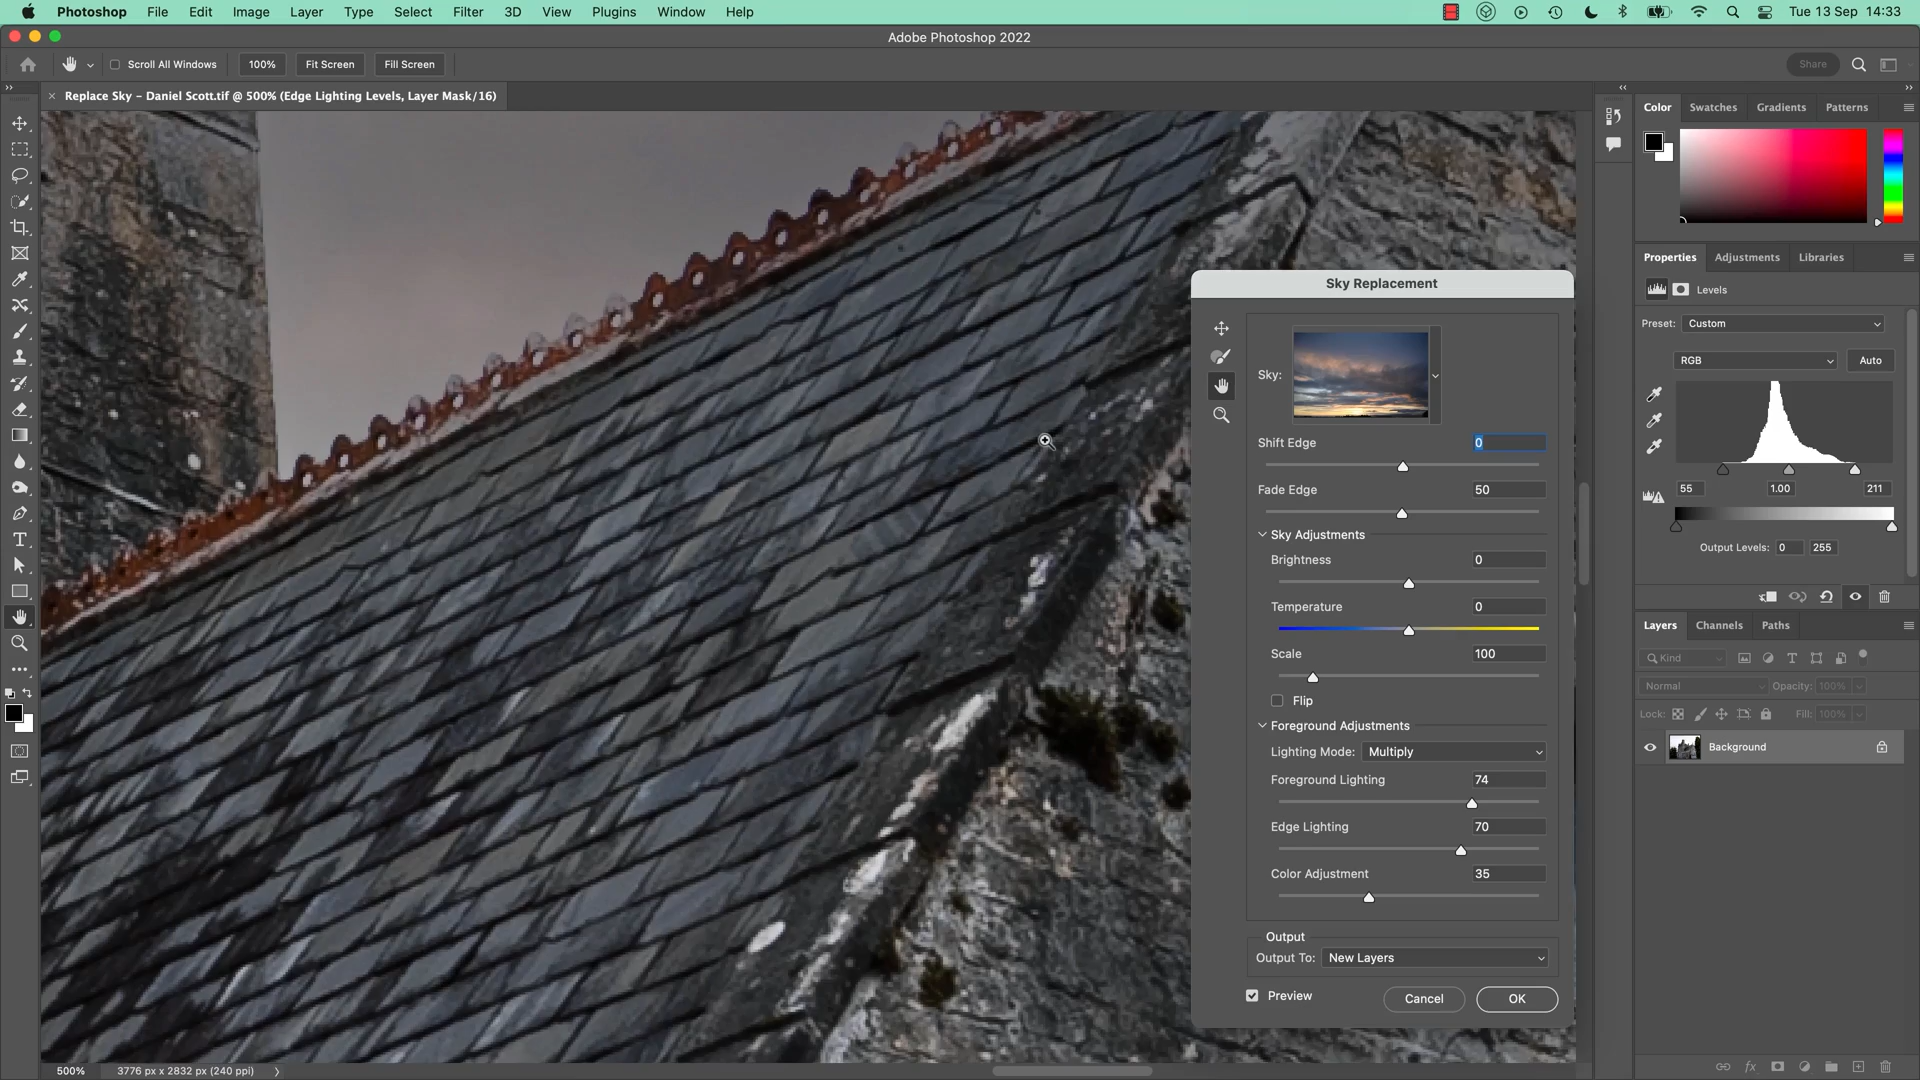 Photoshop File Edit Image Layer Type Select Filter 3D View Plugins Window Help Tue 13 Sep 14:33
Adobe Photoshop 2022
Scroll All Windows 100% Fit Screen Fill Screen Share
Replace Sky – Daniel Scott.tif @ 500% (Edge Lighting Levels, Layer Mask/16)
Color Swatches Gradients Patterns
Properties Adjustments Libraries
Levels
Preset: Custom
RGB Auto
55 1.00 211
Output Levels: 0 255
Layers Channels Paths
Kind
Normal Opacity: 100%
Lock: Fill: 100%
Background
Sky Replacement
Sky:
Shift Edge 0
Fade Edge 50
Sky Adjustments
Brightness 0
Temperature 0
Scale 100
Flip
Foreground Adjustments
Lighting Mode: Multiply
Foreground Lighting 74
Edge Lighting 70
Color Adjustment 35
Output
Output To: New Layers
Preview Cancel OK
500% 3776 px x 2832 px (240 ppi)